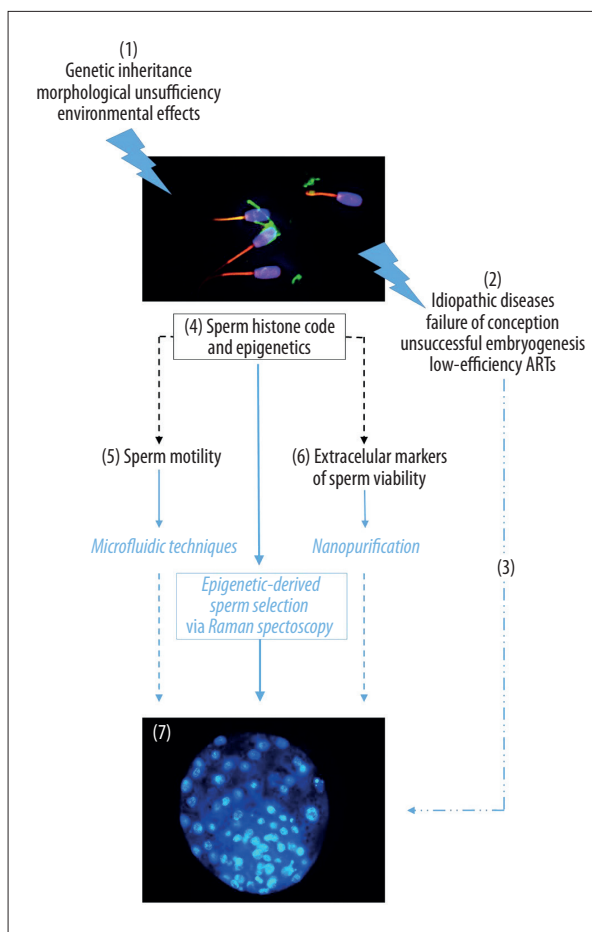 (1)
Genetic inheritance
morphological unsufficiency
environmental effects
(2)
Idiopathic diseases
failure of conception
unsuccessful embryogenesis
low-efficiency ARTs
(4) Sperm histone code
and epigenetics
(5) Sperm motility
(6) Extracelular markers
of sperm viability
Microfluidic techniques
Nanopurification
(3)
Epigenetic-derived
sperm selection
via Raman spectoscopy
(7)